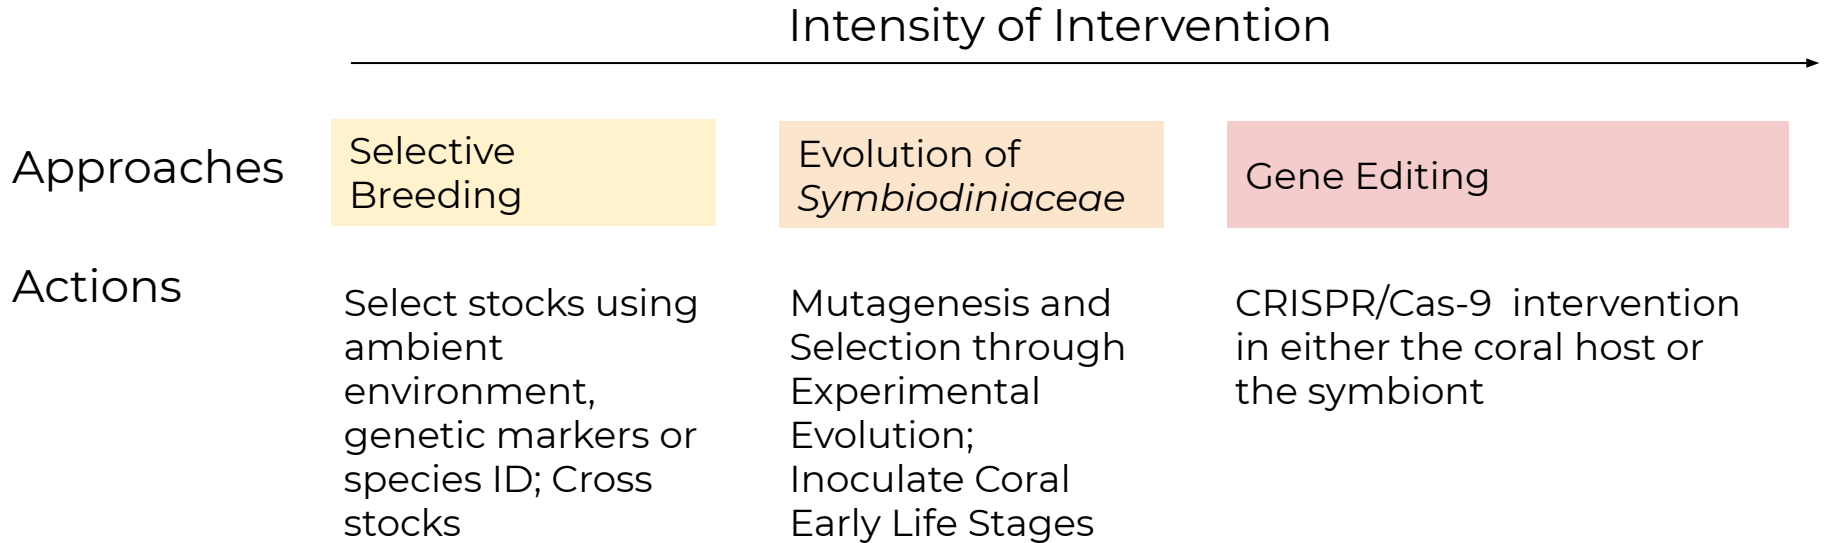 Intensity of Intervention
Approaches
Selective
Breeding
Evolution of
Symbiodiniaceae
Gene Editing
Actions
Select stocks using
ambient
environment,
genetic markers or
species ID; Cross
stocks
Mutagenesis and
Selection through
Experimental
Evolution;
Inoculate Coral
Early Life Stages
CRISPR/Cas-9  intervention
in either the coral host or
the symbiont